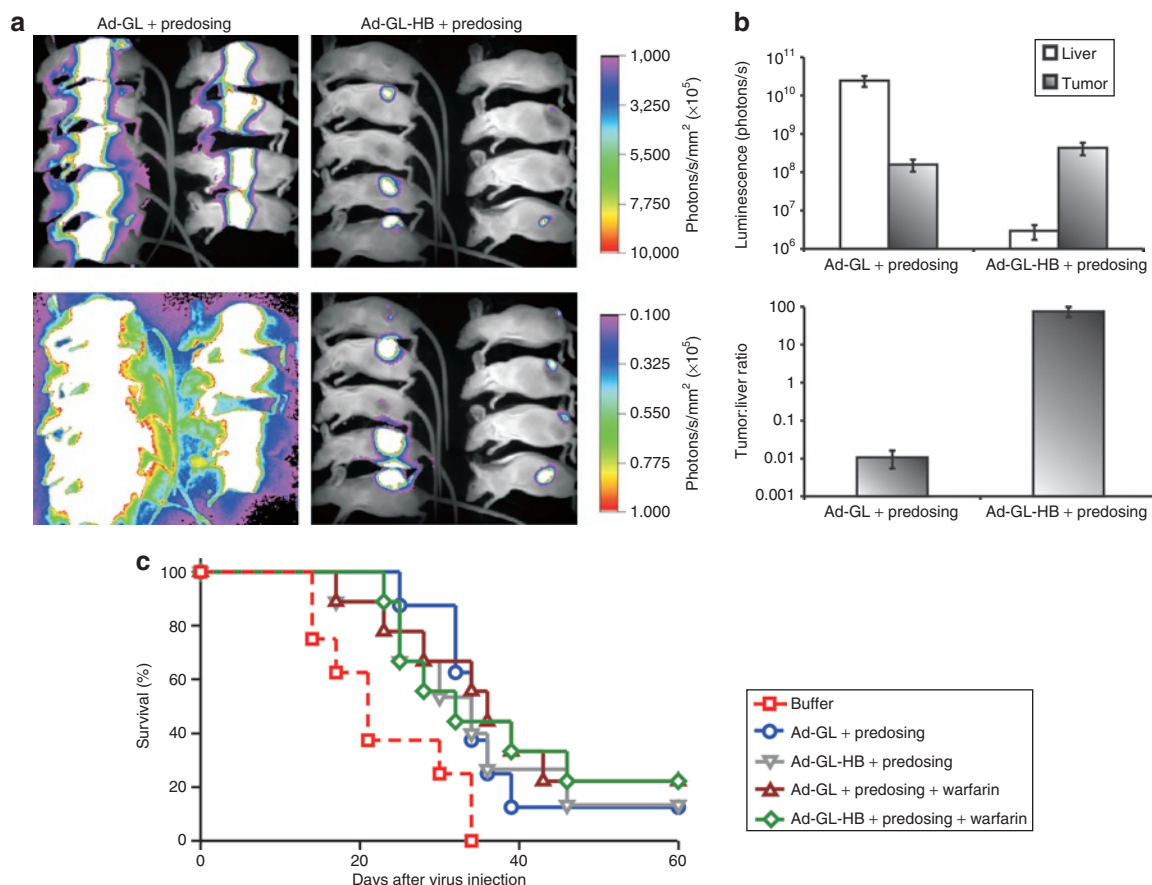 a
Ad-GL + predosing
Ad-GL-HB + predosing
1,000
3,250
5,500
7,750
10,000
Photons/s/mm² (×10⁵)
0.100
0.325
0.550
0.775
1.000
Photons/s/mm² (×10⁵)
b
Liver
Tumor
Luminescence (photons/s)
10¹¹
10¹⁰
10⁹
10⁸
10⁷
10⁶
Ad-GL + predosing
Ad-GL-HB + predosing
Tumor:liver ratio
100
10
1
0.1
0.01
0.001
Ad-GL + predosing
Ad-GL-HB + predosing
c
Survival (%)
100
80
60
40
20
0
0
20
40
60
Days after virus injection
Buffer
Ad-GL + predosing
Ad-GL-HB + predosing
Ad-GL + predosing + warfarin
Ad-GL-HB + predosing + warfarin